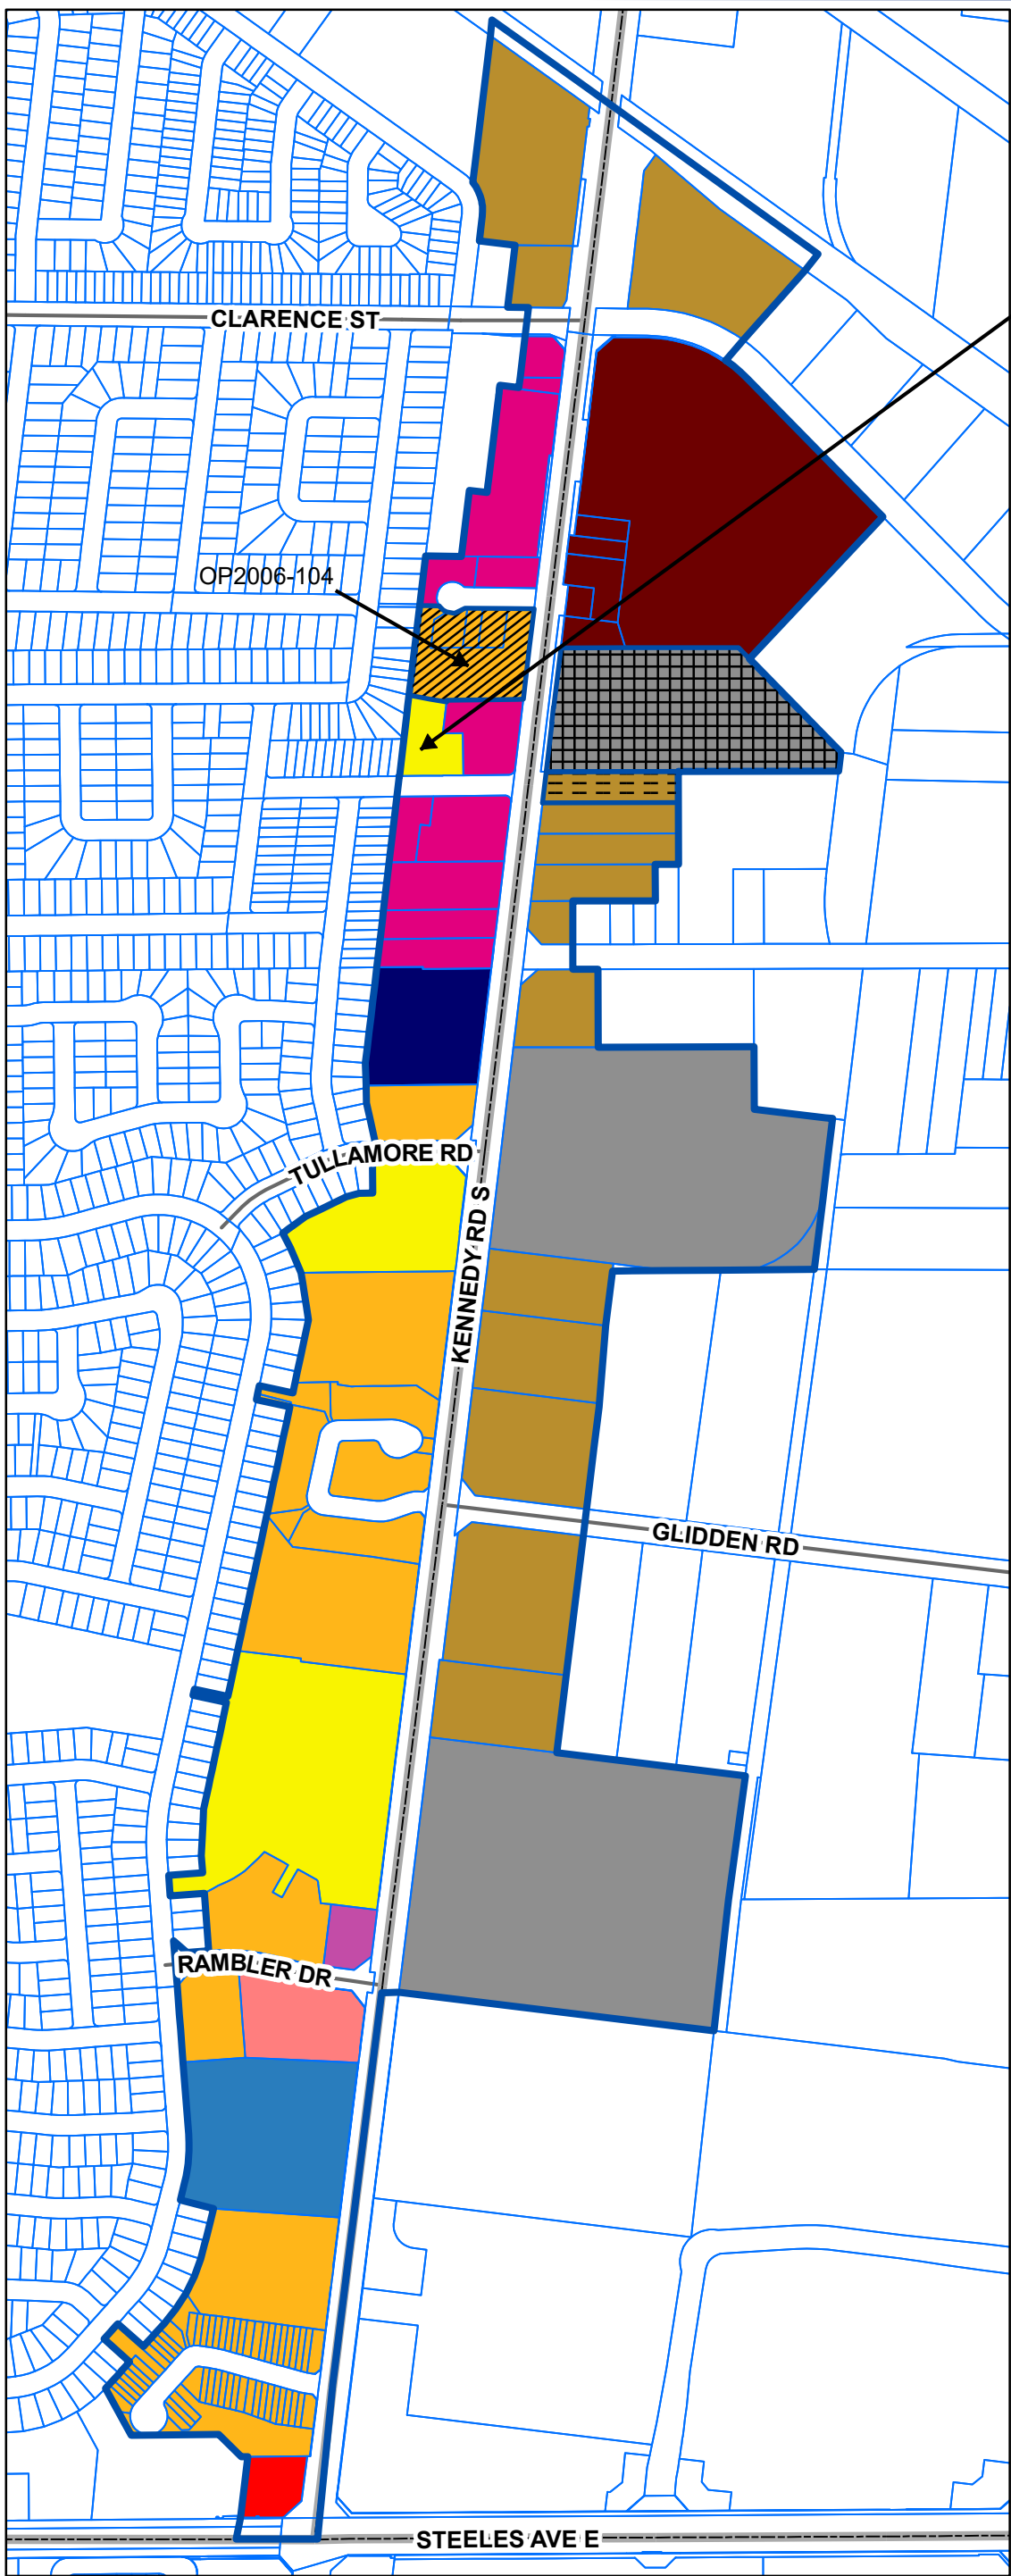 CLARENCE ST
OP2006-104
TULLAMORE RD
KENNEDY RD S
GLIDDEN RD
RAMBLER DR
STEELES AVE E